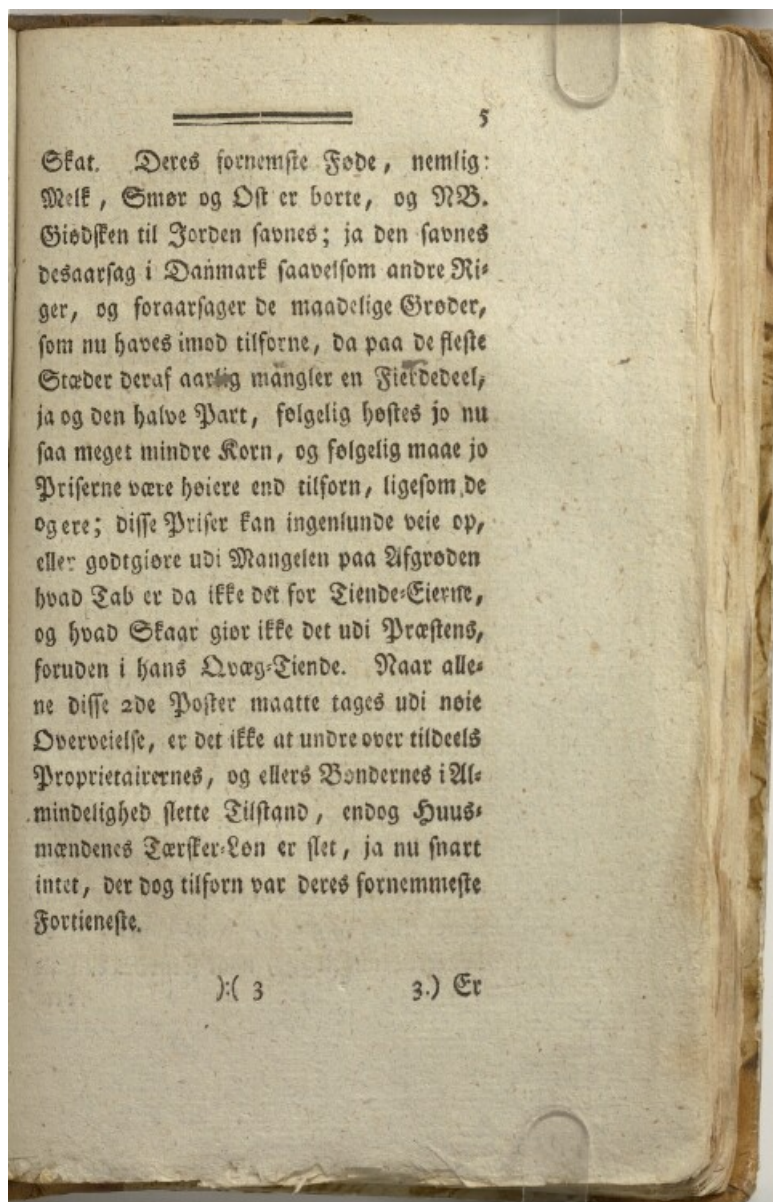 5
Skat. Deres fornemste Føde, nemlig:
Melk, Smør og Ost er borte, og NB.
Giødsken til Jorden savnes; ja den savnes
desaarsag i Danmark saavelsom andre Ri-
ger, og foraarsager de maadelige Grøder,
som nu haves imod tilforne, da paa de fleste
Stæder deraf aarlig mangler en Fierdedeel,
ja og den halve Part, følgelig høstes jo nu
saa meget mindre Korn, og følgelig maae jo
Priserne være høiere end tilforn, ligesom de
og ere; disse Priser kan ingenlunde veie op,
eller godtgiøre udi Mangelen paa Afgrøden
hvad Tab er da ikke det for Tiende-Eierne,
og hvad Skaar giør ikke det udi Præstens,
foruden i hans Qvæg-Tiende. Naar alle-
ne disse 2de Poster maatte tages udi nøie
Overveielse, er det ikke at undre over tildeels
Proprietairernes, og ellers Bøndernes i Al-
mindelighed slette Tilstand, endog Huus-
mændenes Tærsker-Løn er slet, ja nu snart
intet, der dog tilforn var deres fornemmeste
Fortieneste.
):( 3 3.) Er